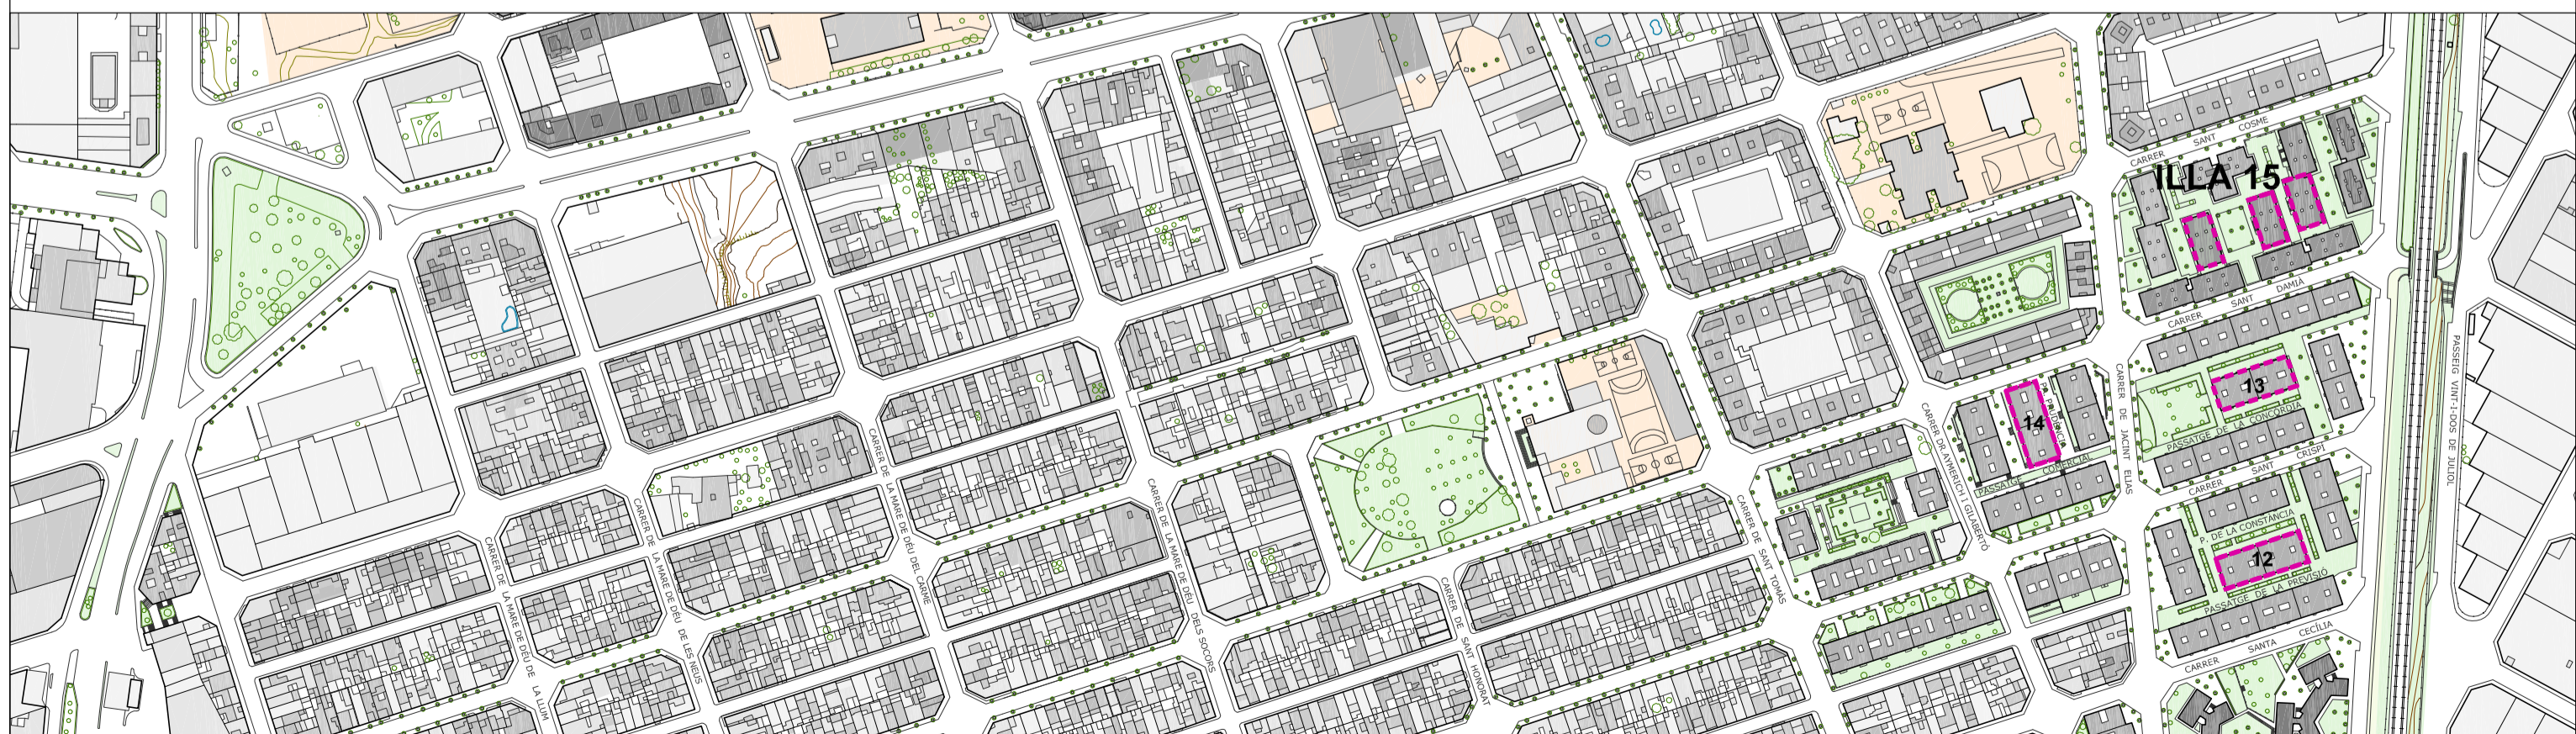 CARRER SANT COSME
ILLA 15
CARRER SANT DAMIÀ
PASSEIG VINT-I-DOS DE JULIOL
13
PASSATGE DE LA CONCÒRDIA
CARRER DE JACINT ELIAS
14
PRUDÈNCIA
PASSATGE COMERCIAL
CARRER SANT CRISPÍ
CARRER DR.AYMERICH I GILABERTÓ
P. DE LA CONSTÀNCIA
12
PASSATGE DE LA PREVISIÓ
CARRER SANTA CECÍLIA
CARRER DE SANT TOMÀS
CARRER DE SANT HONORAT
CARRER DE LA MARE DE DÉU DELS SOCORS
CARRER DE LA MARE DE DÉU DEL CARME
CARRER DE LA MARE DE DÉU DE LES NEUS
CARRER DE LA MARE DE DÉU DE LA LLUM